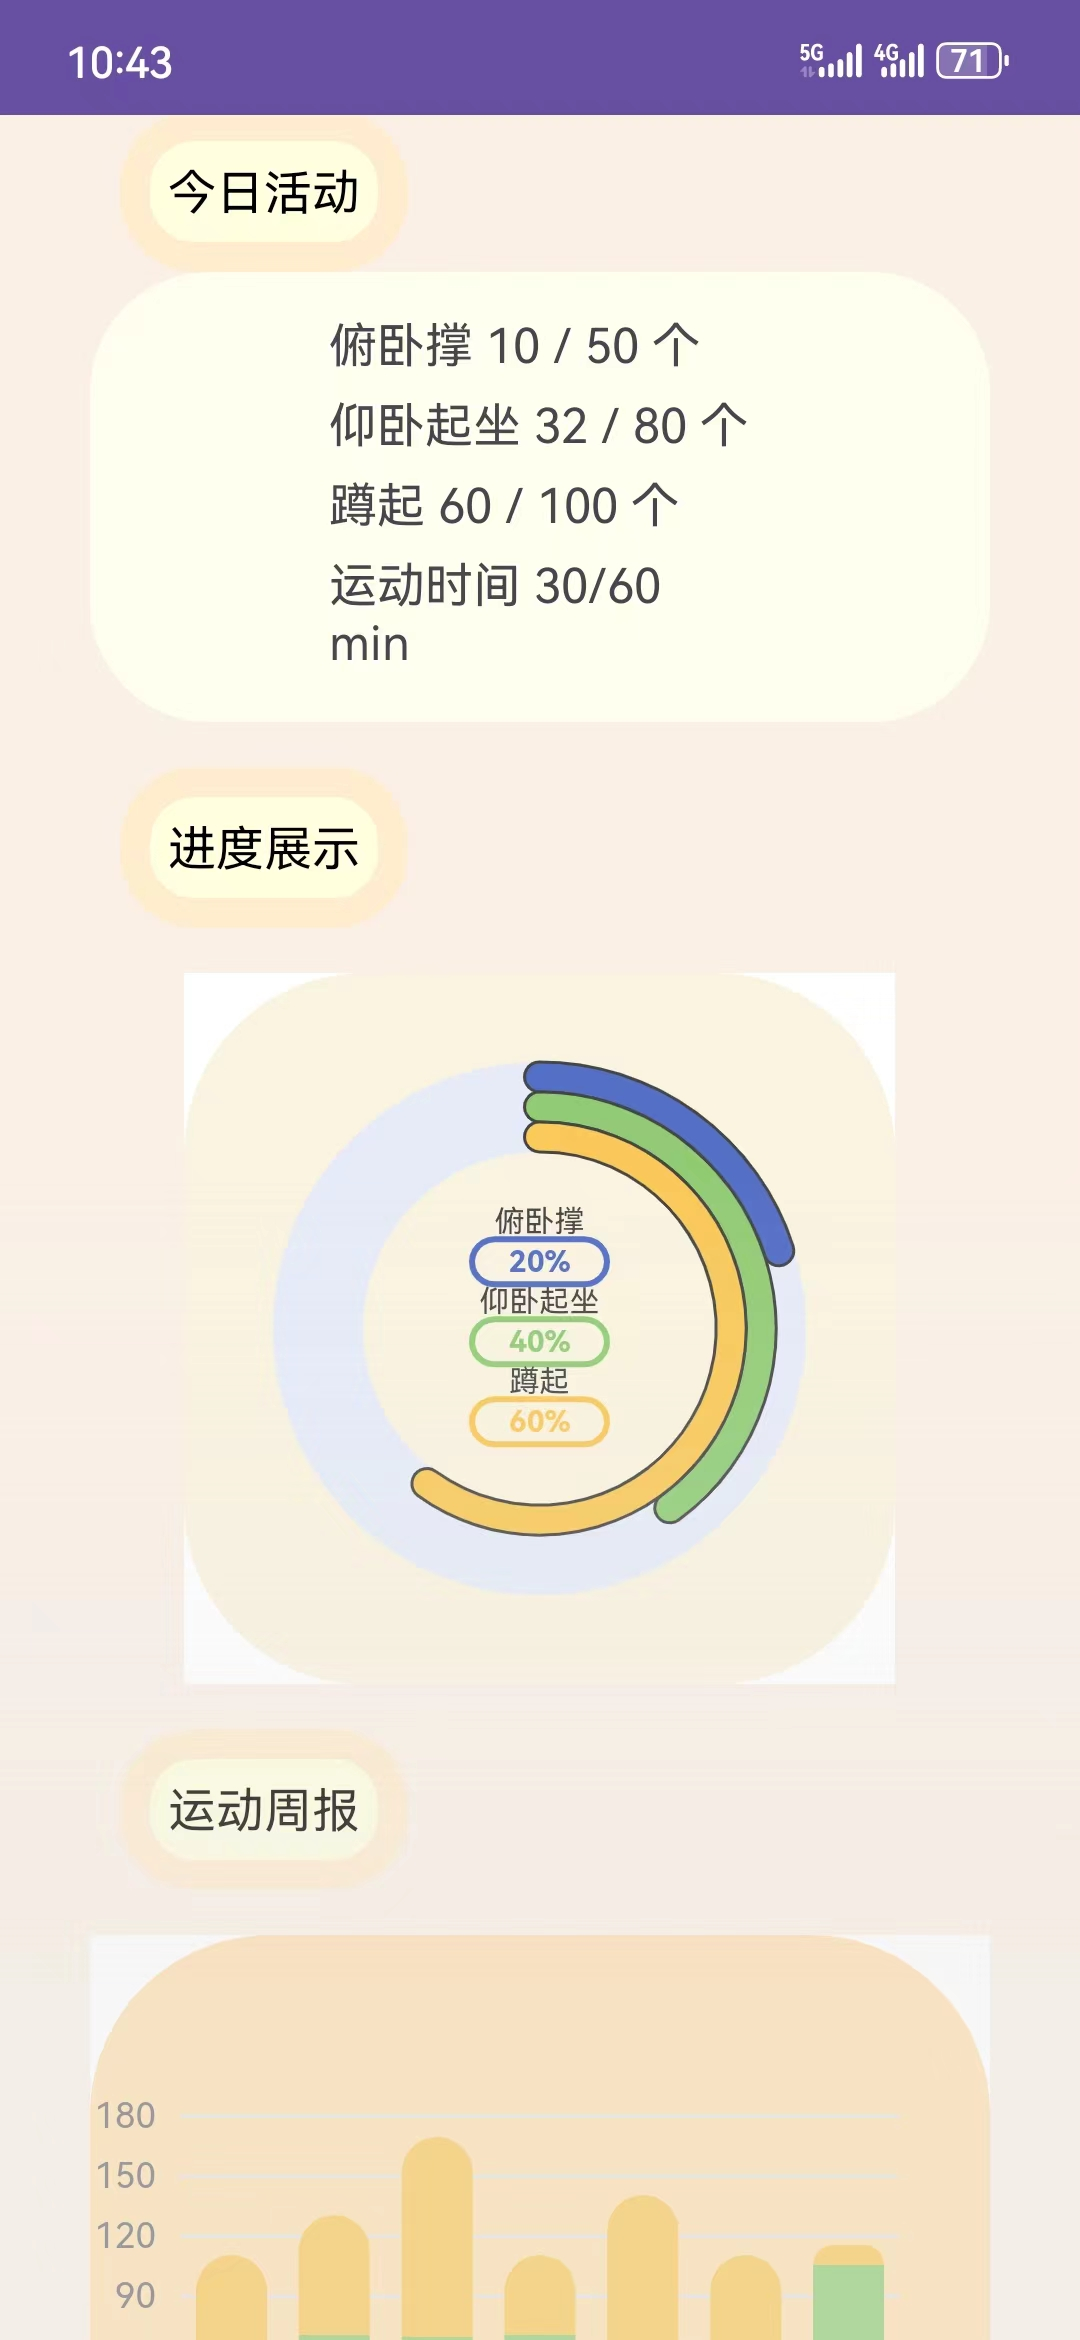 10:43
5G 4G 71
今日活动
俯卧撑 10 / 50 个
仰卧起坐 32 / 80 个
蹲起 60 / 100 个
运动时间 30/60
min
进度展示
俯卧撑
20%
仰卧起坐
40%
蹲起
60%
运动周报
180
150
120
90